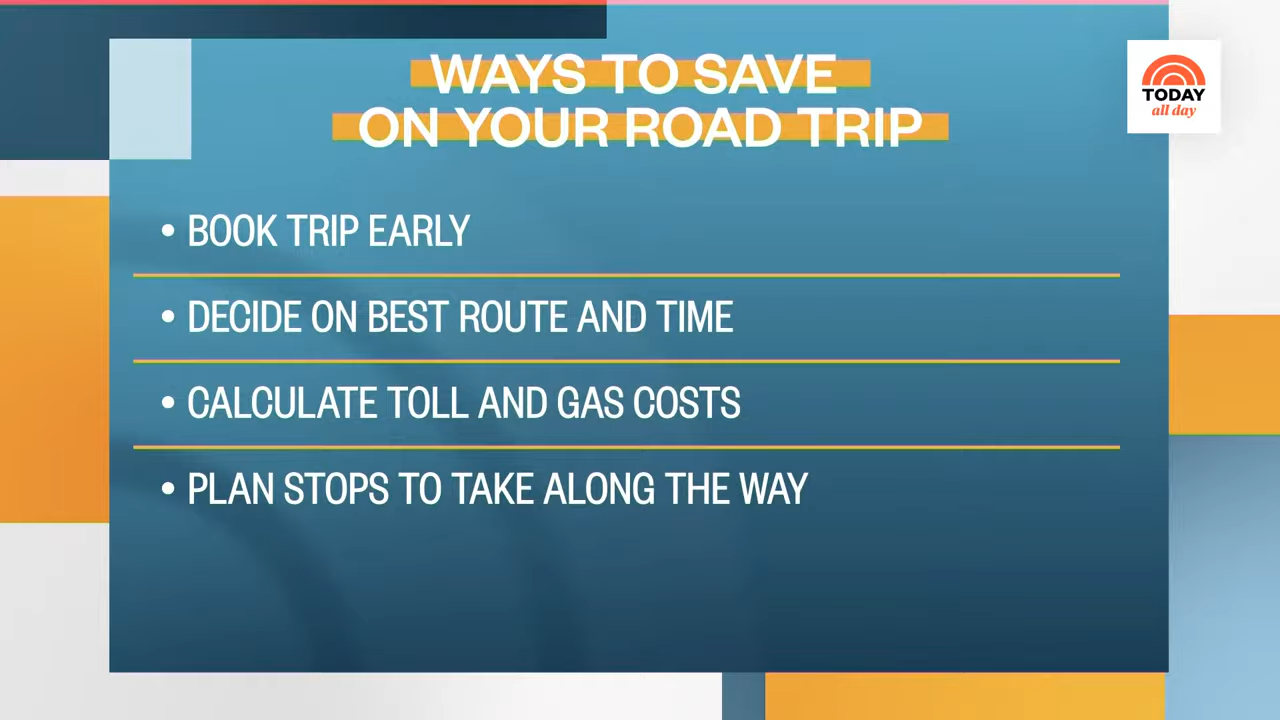 WAYS TO SAVE
ON YOUR ROAD TRIP
TODAY
all day
• BOOK TRIP EARLY
• DECIDE ON BEST ROUTE AND TIME
• CALCULATE TOLL AND GAS COSTS
• PLAN STOPS TO TAKE ALONG THE WAY